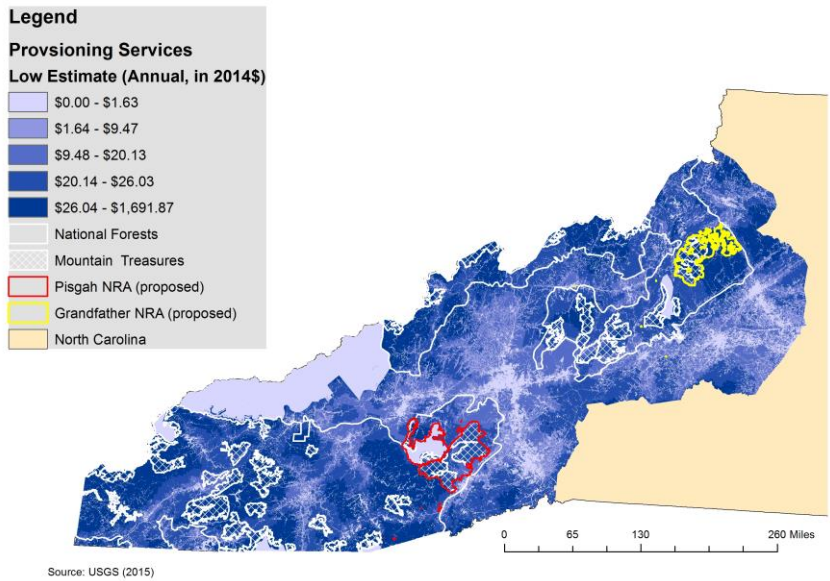 Legend
Provsioning Services
Low Estimate (Annual, in 2014$)
$0.00 - $1.63
$1.64 - $9.47
$9.48 - $20.13
$20.14 - $26.03
$26.04 - $1,691.87
National Forests
Mountain Treasures
Pisgah NRA (proposed)
Grandfather NRA (proposed)
North Carolina
0 65 130 260 Miles
Source: USGS (2015)